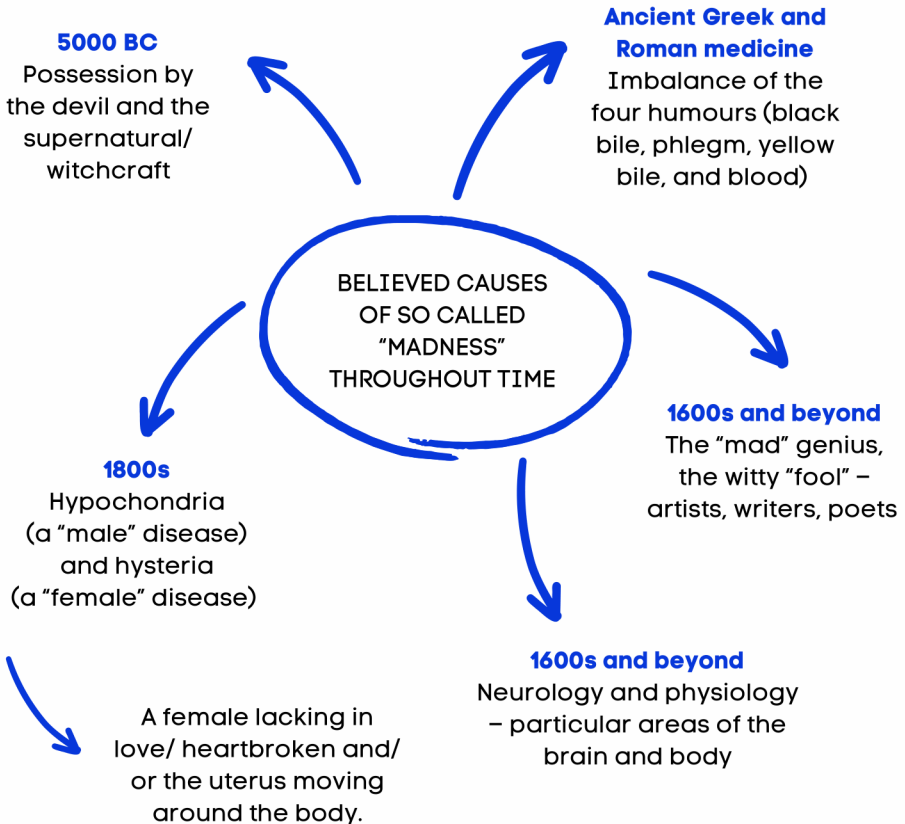 5000 BC
Possession by
the devil and the
supernatural/
witchcraft
Ancient Greek and
Roman medicine
Imbalance of the
four humours (black
bile, phlegm, yellow
bile, and blood)
BELIEVED CAUSES
OF SO CALLED
“MADNESS”
THROUGHOUT TIME
1600s and beyond
The “mad” genius,
the witty “fool” –
artists, writers, poets
1800s
Hypochondria
(a “male” disease)
and hysteria
(a “female” disease)
1600s and beyond
Neurology and physiology
– particular areas of the
brain and body
A female lacking in
love/ heartbroken and/
or the uterus moving
around the body.